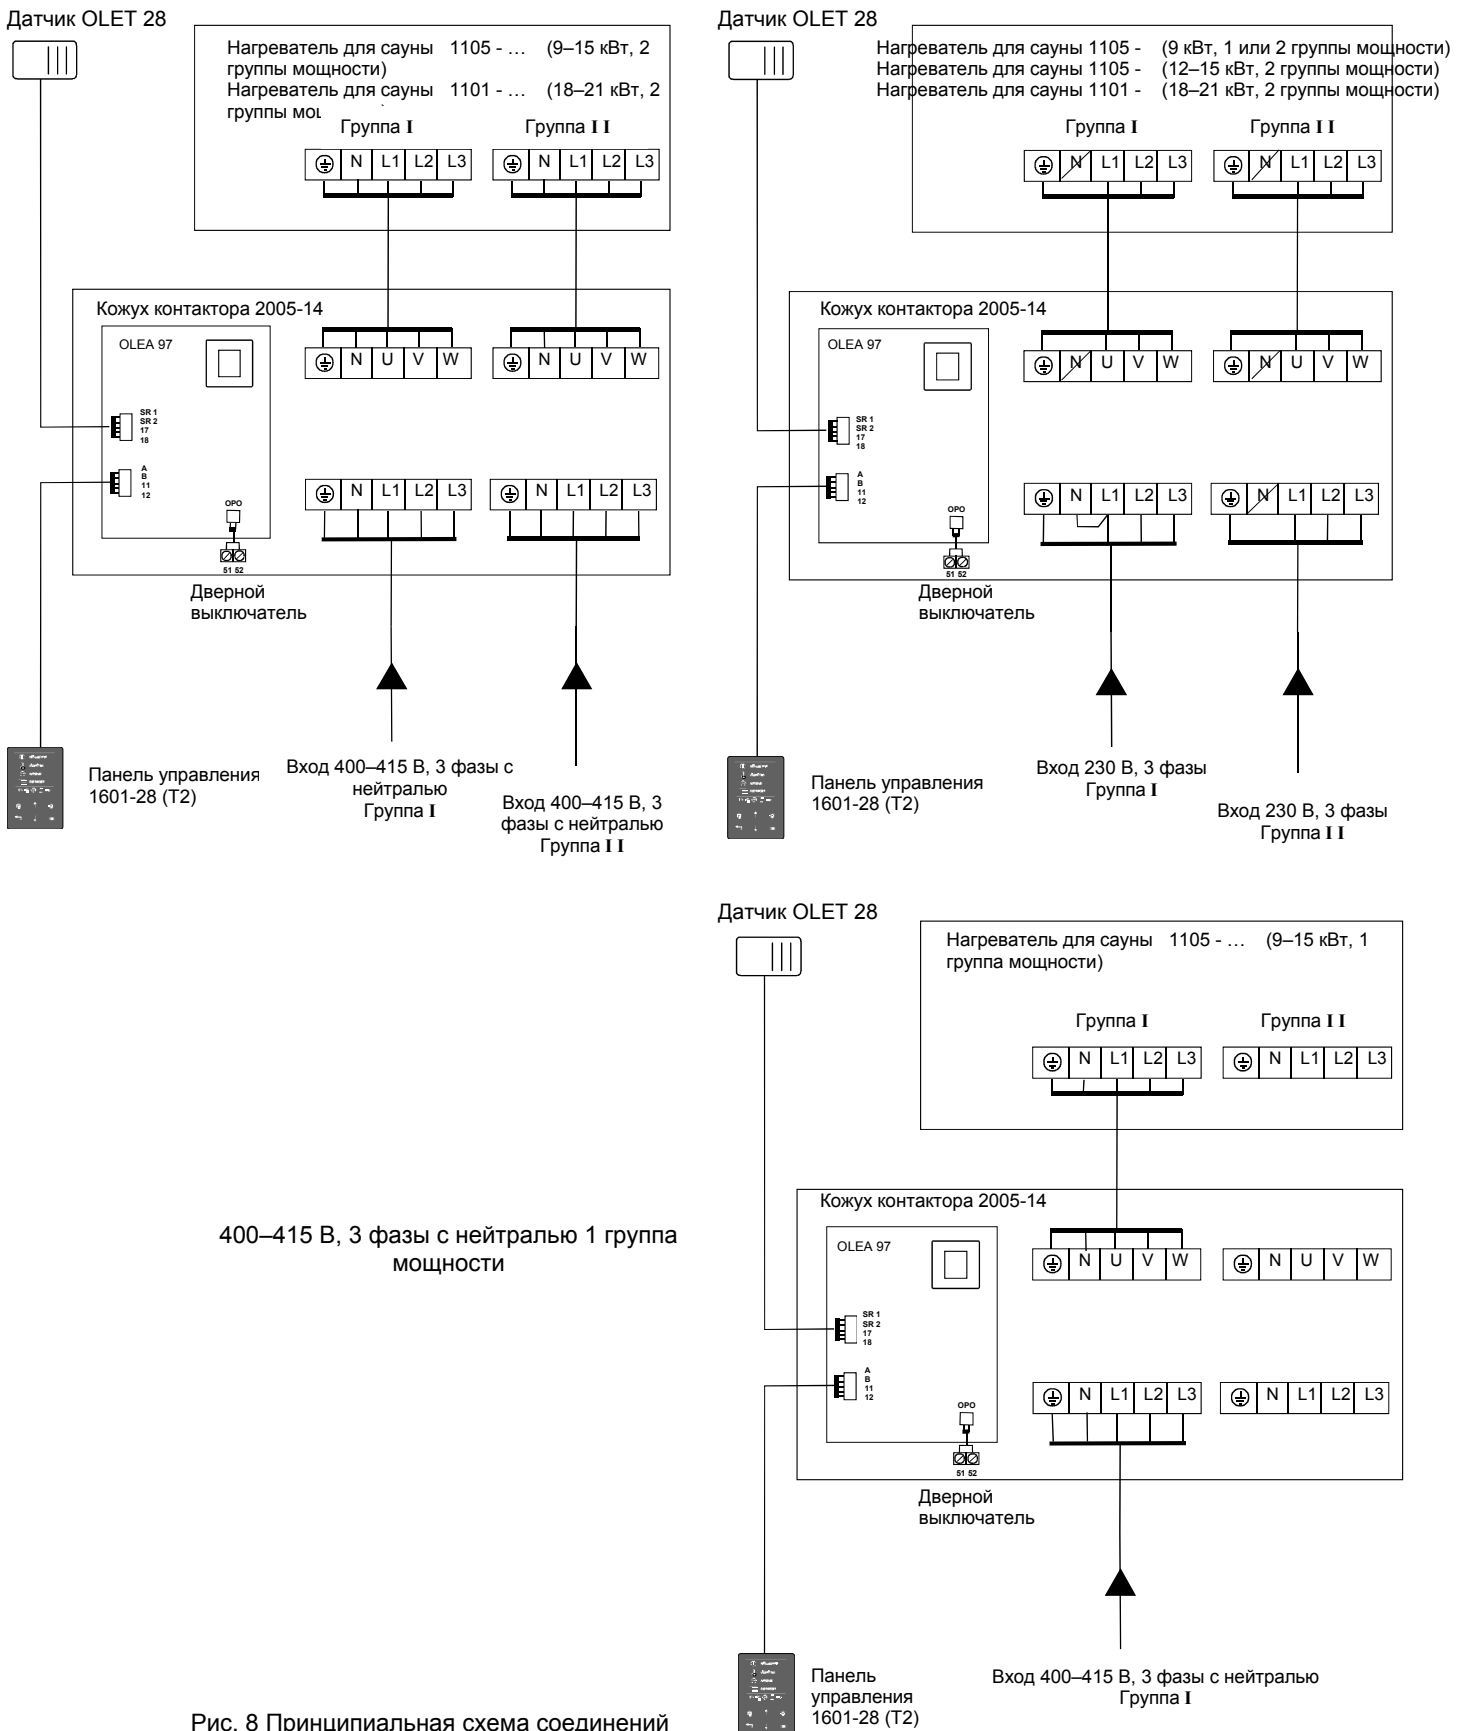 Датчик OLET 28
Нагреватель для сауны 1105 - … (9–15 кВт, 2
группы мощности)
Нагреватель для сауны 1101 - … (18–21 кВт, 2
группы
Группа I Группа I I
N L1 L2 L3 N L1 L2 L3
Кожух контактора 2005-14
OLEA 97
N U V W N U V W
SR 1
SR 2
17
18
A
B
11
12
N L1 L2 L3 N L1 L2 L3
OPO
51 52
Дверной
выключатель
Панель управления
1601-28 (T2)
Вход 400–415 В, 3 фазы с
нейтралью
Группа I
Вход 400–415 В, 3
фазы с нейтралью
Группа I I
Датчик OLET 28
Нагреватель для сауны 1105 - (9 кВт, 1 или 2 группы мощности)
Нагреватель для сауны 1105 - (12–15 кВт, 2 группы мощности)
Нагреватель для сауны 1101 - (18–21 кВт, 2 группы мощности)
Группа I Группа I I
N L1 L2 L3 N L1 L2 L3
Кожух контактора 2005-14
OLEA 97
N U V W N U V W
SR 1
SR 2
17
18
A
B
11
12
N L1 L2 L3 N L1 L2 L3
OPO
51 52
Дверной
выключатель
Панель управления
1601-28 (T2)
Вход 230 В, 3 фазы
Группа I
Вход 230 В, 3 фазы
Группа I I
Датчик OLET 28
Нагреватель для сауны 1105 - … (9–15 кВт, 1
группа мощности)
Группа I Группа I I
N L1 L2 L3 N L1 L2 L3
Кожух контактора 2005-14
OLEA 97
N U V W N U V W
SR 1
SR 2
17
18
A
B
11
12
N L1 L2 L3 N L1 L2 L3
OPO
51 52
Дверной
выключатель
Панель
управления
1601-28 (T2)
Вход 400–415 В, 3 фазы с нейтралью
Группа I
400–415 В, 3 фазы с нейтралью 1 группа
мощности
Рис. 8 Принципиальная схема соединений